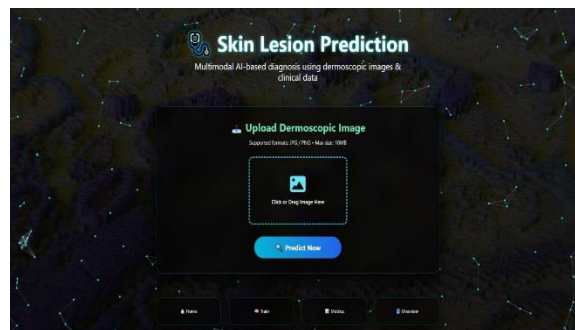 Skin Lesion Prediction
Multimodal AI-based diagnosis using dermoscopic images &
clinical data
Upload Dermoscopic Image
Supported formats: JPG / PNG • Max size: 10MB
Click or Drag Image Here
Predict Now
Home
Train
Metrics
Overview